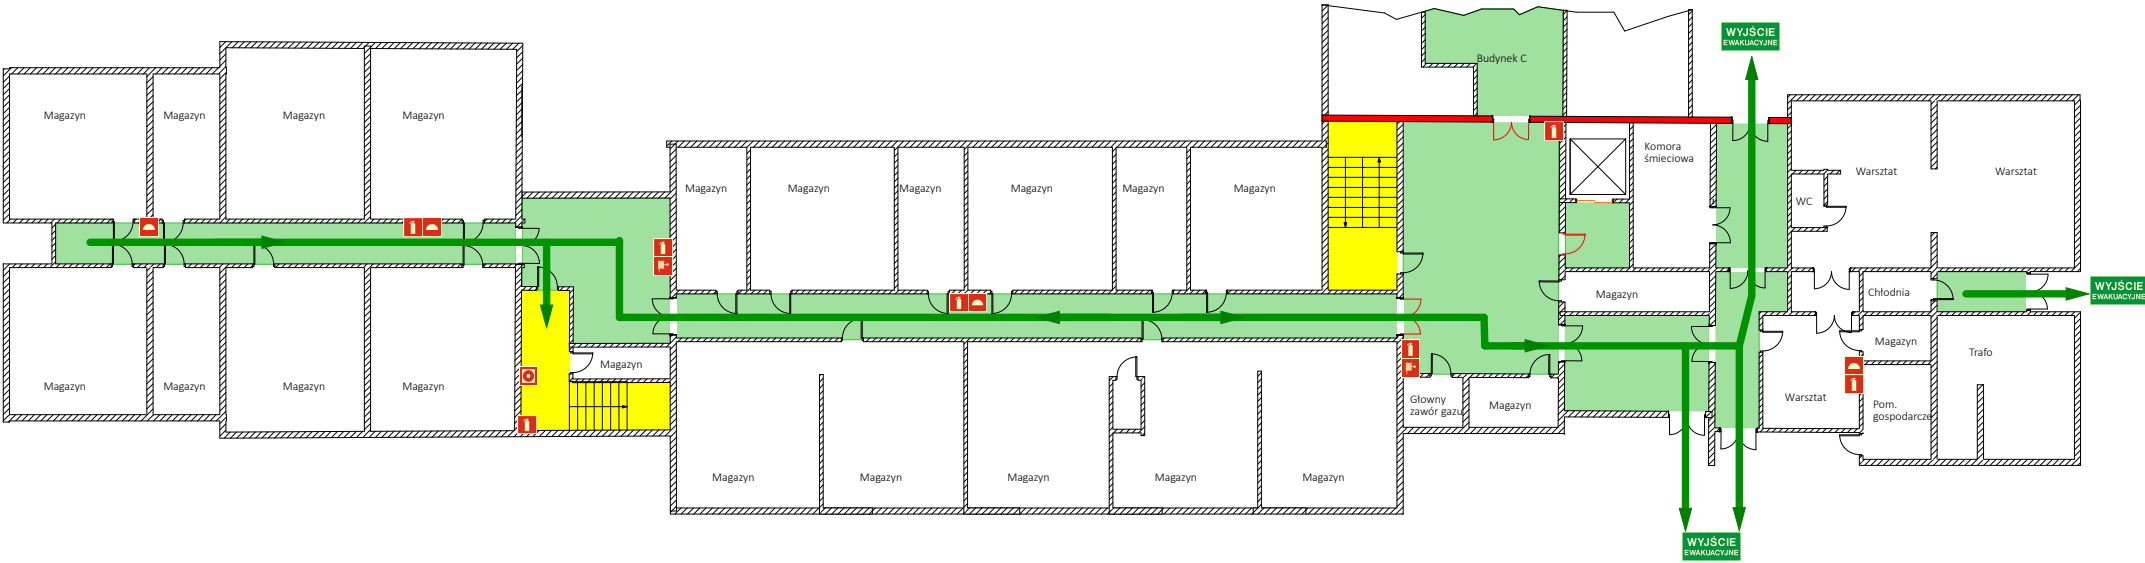 WYJŚCIE
EWAKUACYJNE
Budynek C
Magazyn
Magazyn
Magazyn
Magazyn
Komora
śmieciowa
Warsztat
Warsztat
Magazyn
Magazyn
Magazyn
Magazyn
Magazyn
Magazyn
WC
Magazyn
Chłodnia
WYJŚCIE
EWAKUACYJNE
Magazyn
Trafo
Magazyn
Magazyn
Magazyn
Magazyn
Magazyn
Głowny
zawór gazu
Magazyn
Warsztat
Pom.
gospodarcze
Magazyn
Magazyn
Magazyn
Magazyn
Magazyn
WYJŚCIE
EWAKUACYJNE